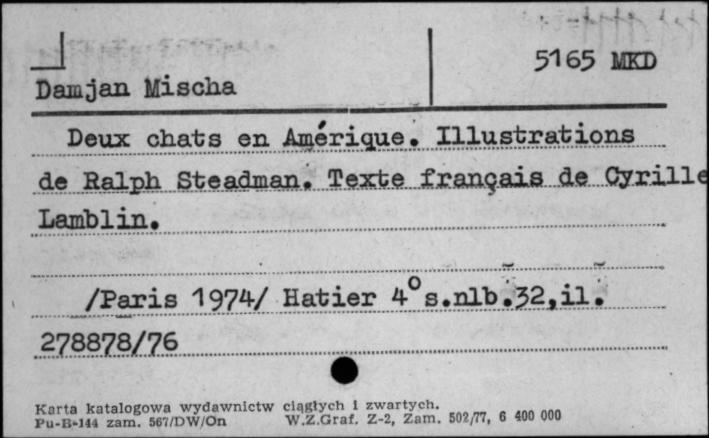 5165 MKD
Damjan Mischa
Deux chats en Amérique. Illustrations
de Ralph Steadman. Texte français de Cyrille
Lamblin.
/Paris 1974/ Hatier 4° s.nlb.32,il.
278878/76
Karta katalogowa wydawnictw ciągłych i zwartych.
Pu-B-144 zam. 567/DW/On W.Z.Graf. Z-2, Zam. 502/77, 6 400 000